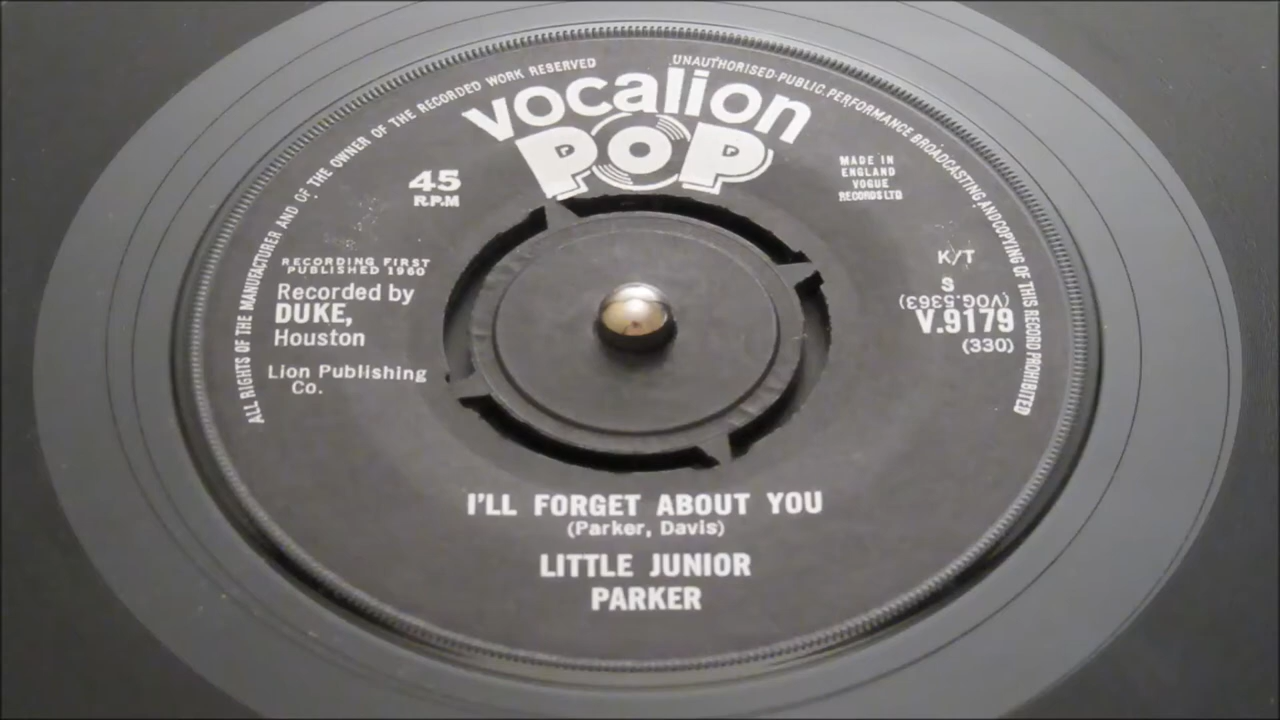 ALL RIGHTS OF THE MANUFACTURER AND OF THE OWNER OF THE RECORDED WORK RESERVED
UNAUTHORISED PUBLIC PERFORMANCE BROADCASTING AND COPYING OF THIS RECORD PROHIBITED
vocalion
POP
45
R.P.M
MADE IN
ENGLAND
VOGUE
RECORDS LTD
RECORDING FIRST
PUBLISHED 1960
Recorded by
DUKE,
Houston
Lion Publishing
Co.
K/T
S
(VOG.5363)
V.9179
(330)
I'LL FORGET ABOUT YOU
(Parker, Davis)
LITTLE JUNIOR
PARKER